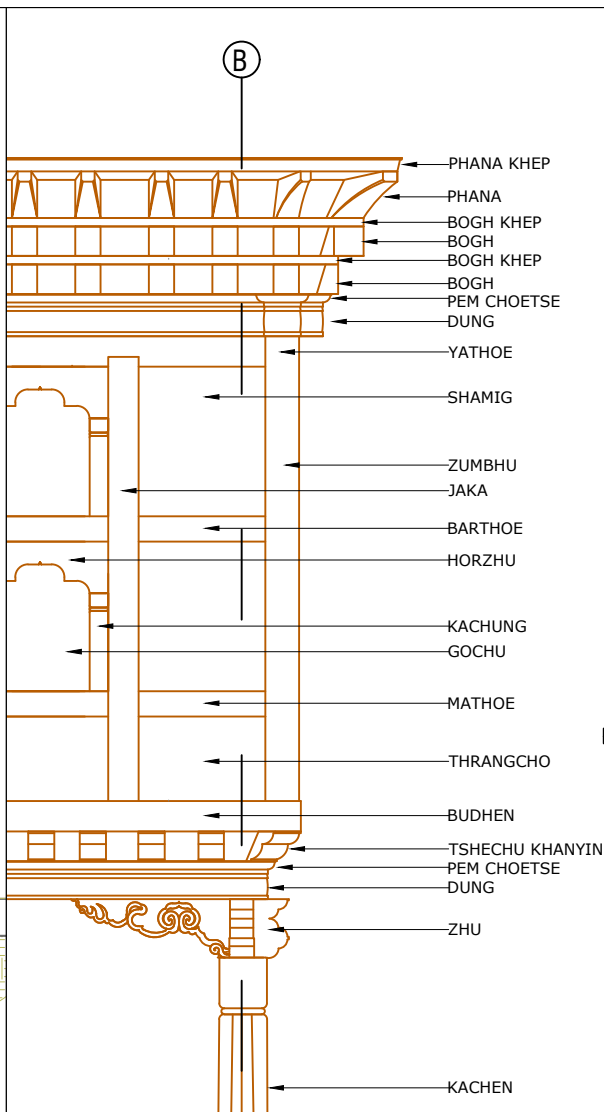 B
PHANA KHEP
PHANA
BOGH KHEP
BOGH
BOGH KHEP
BOGH
PEM CHOETSE
DUNG
YATHOE
SHAMIG
ZUMBHU
JAKA
BARTHOE
HORZHU
KACHUNG
GOCHU
MATHOE
THRANGCHO
BUDHEN
TSHECHU KHANYIN
PEM CHOETSE
DUNG
ZHU
KACHEN